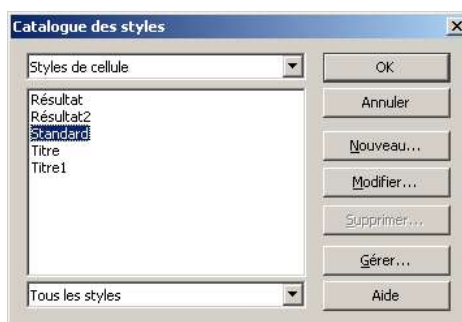 Catalogue des styles
Styles de cellule
OK
Résultat
Résultat2
Standard
Titre
Titre1
Annuler
Nouveau...
Modifier...
Supprimer...
Gérer...
Tous les styles
Aide